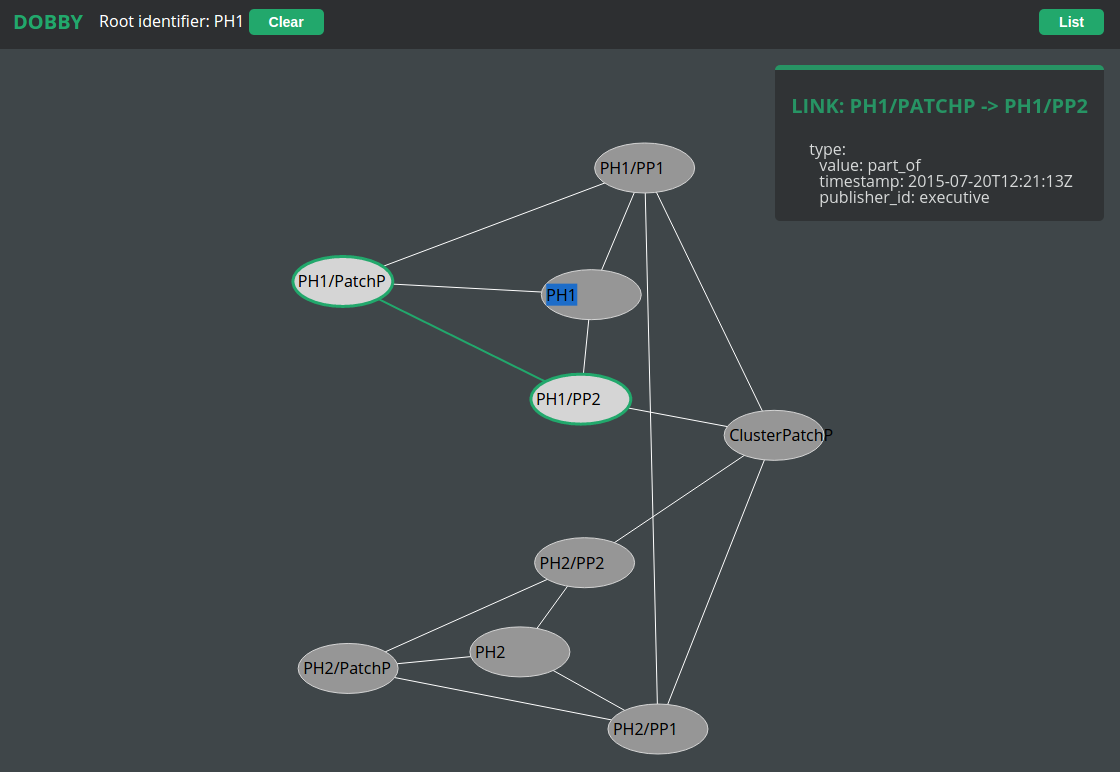 DOBBY Root identifier: PH1 Clear List
LINK: PH1/PATCHP -> PH1/PP2
type:
value: part_of
timestamp: 2015-07-20T12:21:13Z
publisher_id: executive
PH1/PP1
PH1/PatchP
PH1
PH1/PP2
ClusterPatchP
PH2/PP2
PH2
PH2/PatchP
PH2/PP1